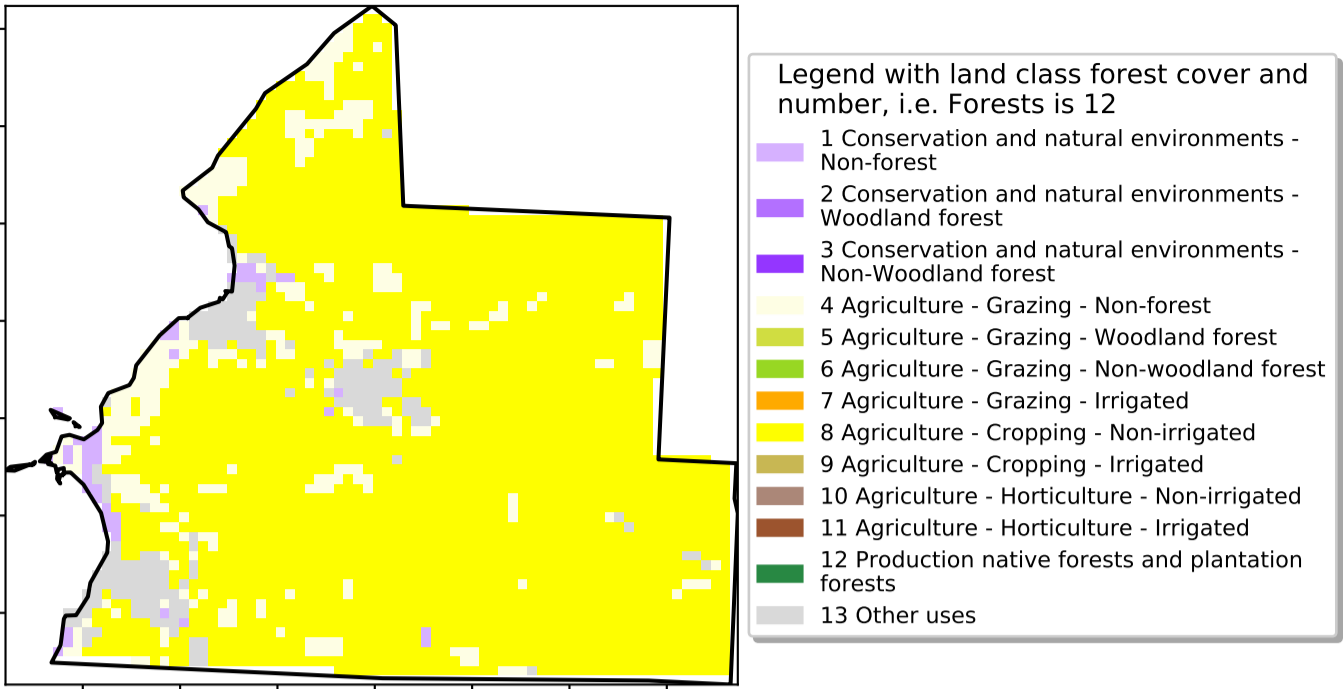 Legend with land class forest cover and
number, i.e. Forests is 12
1 Conservation and natural environments -
Non-forest
2 Conservation and natural environments -
Woodland forest
3 Conservation and natural environments -
Non-Woodland forest
4 Agriculture - Grazing - Non-forest
5 Agriculture - Grazing - Woodland forest
6 Agriculture - Grazing - Non-woodland forest
7 Agriculture - Grazing - Irrigated
8 Agriculture - Cropping - Non-irrigated
9 Agriculture - Cropping - Irrigated
10 Agriculture - Horticulture - Non-irrigated
11 Agriculture - Horticulture - Irrigated
12 Production native forests and plantation
forests
13 Other uses